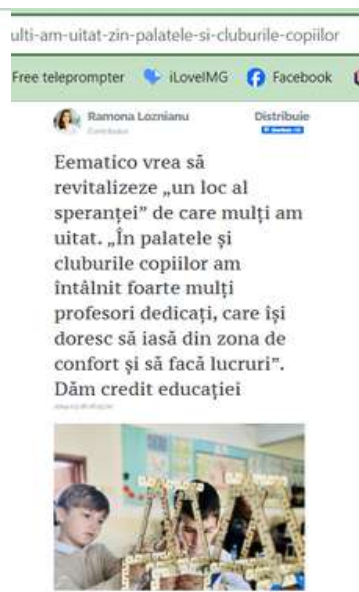 ulti-am-uitat-zin-palatele-si-cluburile-copiilor
Free teleprompter iLoveIMG Facebook
Ramona Loznianu Distribuie
Eematico vrea să
revitalizeze „un loc al
speranței” de care mulți am
uitat. „În palatele și
cluburile copiilor am
întâlnit foarte mulți
profesori dedicați, care își
doresc să iasă din zona de
confort și să facă lucruri”.
Dăm credit educației